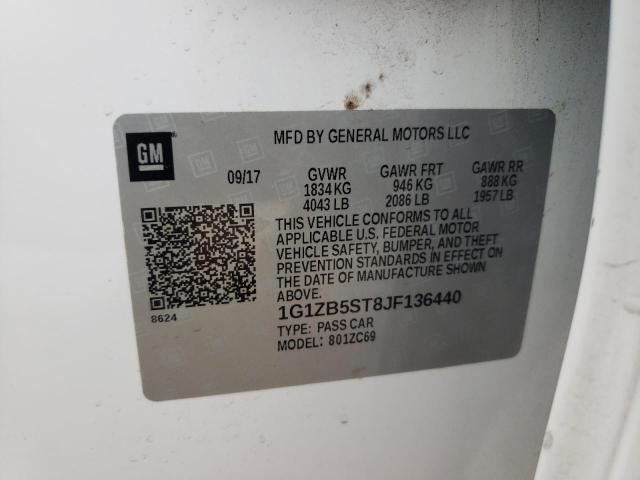 GM
MFD BY GENERAL MOTORS LLC
09/17 GVWR GAWR FRT GAWR RR
1834 KG 946 KG 888 KG
4043 LB 2086 LB 1957 LB
THIS VEHICLE CONFORMS TO ALL
APPLICABLE U.S. FEDERAL MOTOR
VEHICLE SAFETY, BUMPER, AND THEFT
PREVENTION STANDARDS IN EFFECT ON
THE DATE OF MANUFACTURE SHOWN
ABOVE.
1G1ZB5ST8JF136440
8624
TYPE: PASS CAR
MODEL: 801ZC69